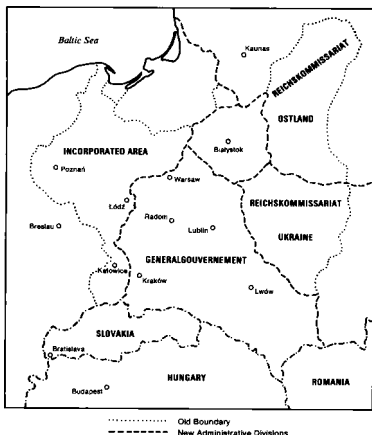 Baltic Sea
Kaunas
REICHSKOMMISSARIAT
OSTLAND
INCORPORATED AREA
Białystok
Poznań
Warsaw
Łódź
REICHSKOMMISSARIAT
Radom
Lublin
UKRAINE
Breslau
GENERALGOUVERNEMENT
Katowice
Kraków
Lwów
SLOVAKIA
Bratislava
HUNGARY
Budapest
ROMANIA
Old Boundary
New Administrative Divisions